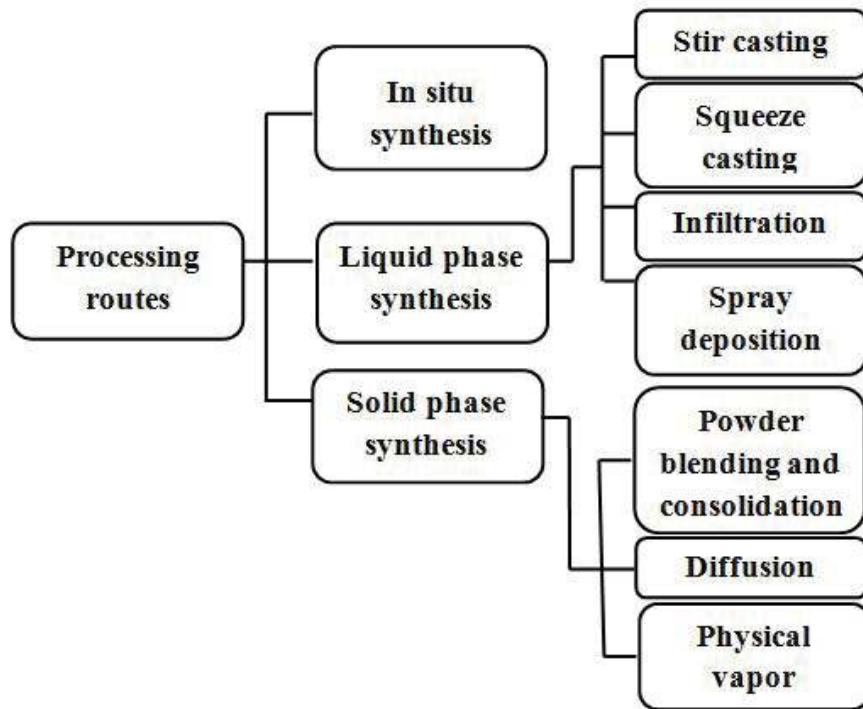 Processing
routes
In situ
synthesis
Liquid phase
synthesis
Solid phase
synthesis
Stir casting
Squeeze
casting
Infiltration
Spray
deposition
Powder
blending and
consolidation
Diffusion
Physical
vapor